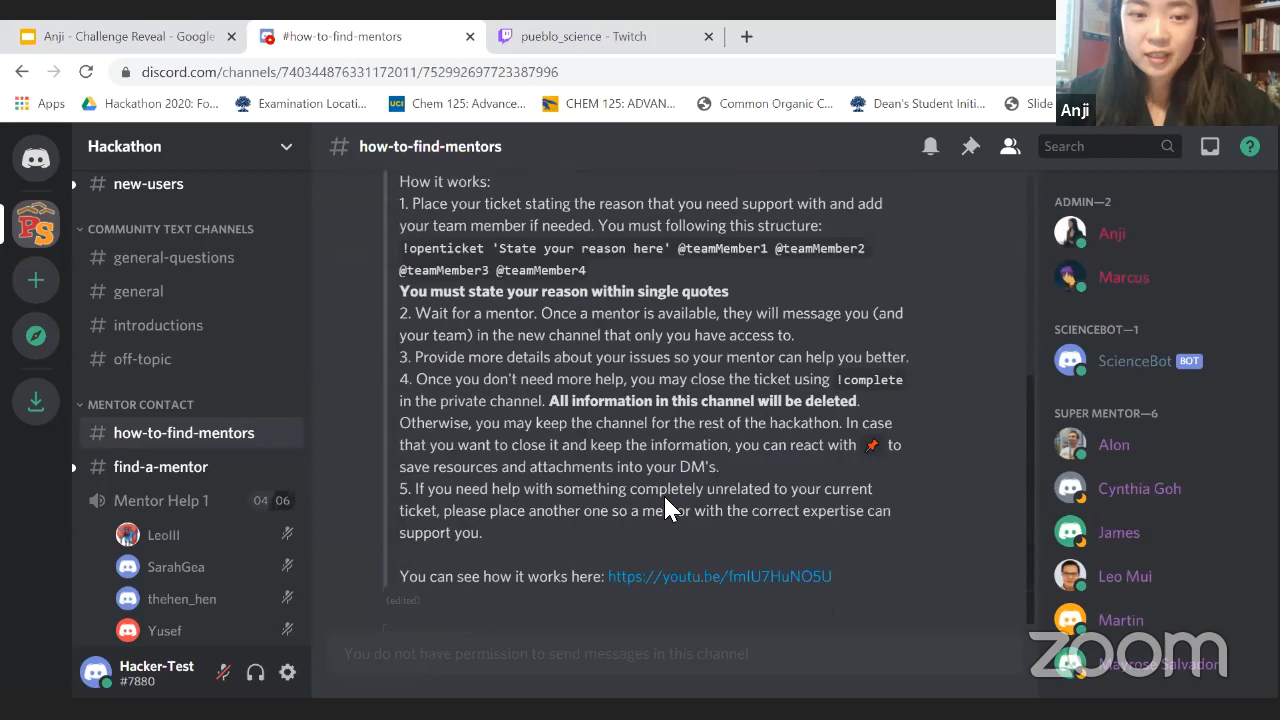 Anji - Challenge Reveal - Google
#how-to-find-mentors
pueblo_science - Twitch
discord.com/channels/740344876331172011/752992697723387996
Apps
Hackathon 2020: Fo...
Examination Locati...
UCI
Chem 125: Advance...
CHEM 125: ADVAN...
Common Organic C...
Dean's Student Initi...
Slide
Anji
Hackathon
# how-to-find-mentors
Search
# new-users
COMMUNITY TEXT CHANNELS
# general-questions
# general
# introductions
# off-topic
MENTOR CONTACT
# how-to-find-mentors
# find-a-mentor
Mentor Help 1 04 06
LeoIII
SarahGea
thehen_hen
Yusef
Hacker-Test
#7880
PS
How it works:
1. Place your ticket stating the reason that you need support with and add
your team member if needed. You must following this structure:
!openticket 'State your reason here' @teamMember1 @teamMember2
@teamMember3 @teamMember4
You must state your reason within single quotes
2. Wait for a mentor. Once a mentor is available, they will message you (and
your team) in the new channel that only you have access to.
3. Provide more details about your issues so your mentor can help you better.
4. Once you don't need more help, you may close the ticket using !complete
in the private channel. All information in this channel will be deleted.
Otherwise, you may keep the channel for the rest of the hackathon. In case
that you want to close it and keep the information, you can react with 📌 to
save resources and attachments into your DM's.
5. If you need help with something completely unrelated to your current
ticket, please place another one so a mentor with the correct expertise can
support you.
You can see how it works here: https://youtu.be/fmIU7HuNO5U
(edited)
You do not have permission to send messages in this channel
ADMIN—2
Anji
Marcus
SCIENCEBOT—1
ScienceBot BOT
SUPER MENTOR—6
Alon
Cynthia Goh
James
Leo Mui
Martin
Mayrose Salvador
zoom